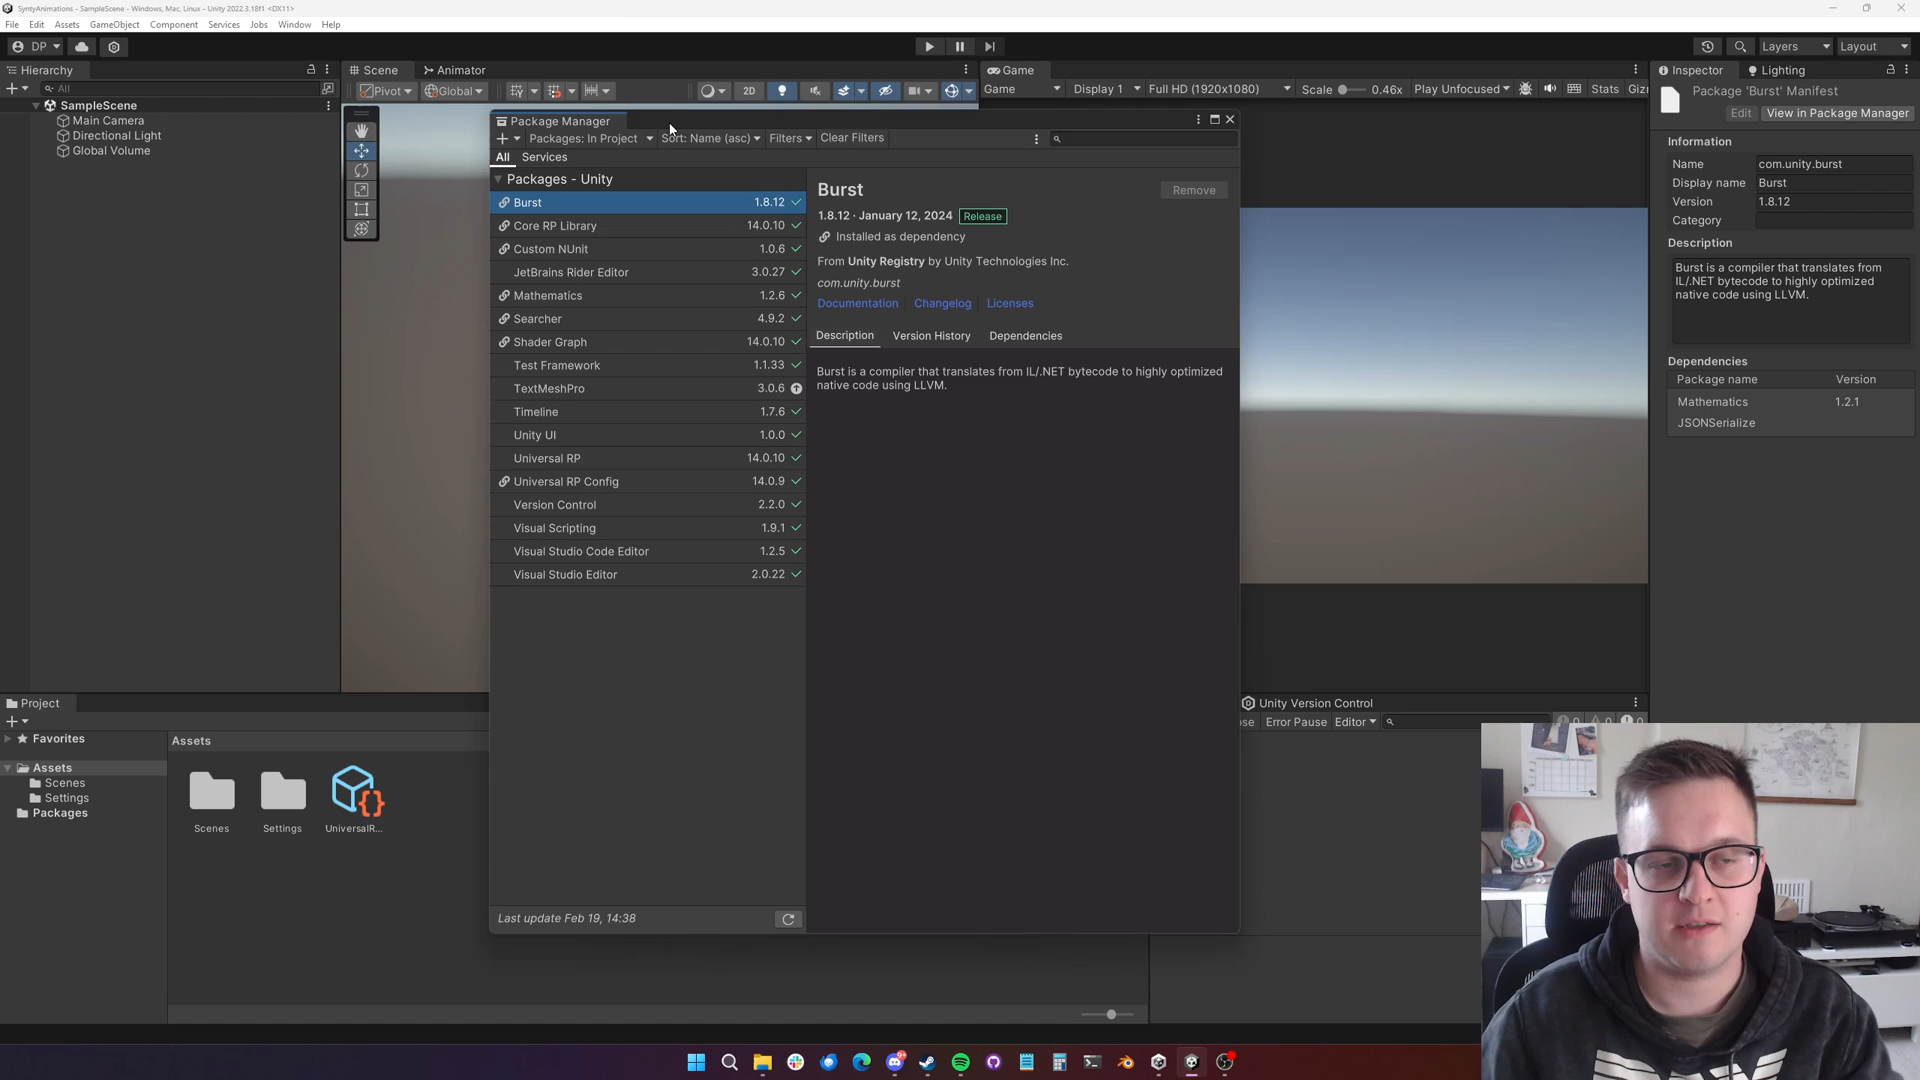 SyntyAnimations - SampleScene - Windows, Mac, Linux - Unity 2022.3.18f1 <DX11>
File Edit Assets GameObject Component Services Jobs Window Help
DP
Layers Layout
Hierarchy
All
SampleScene
Main Camera
Directional Light
Global Volume
Scene Animator
Pivot Global 2D
Game
Game Display 1 Full HD (1920x1080) Scale 0.46x Play Unfocused Stats Giz
Package Manager
Packages: In Project Sort: Name (asc) Filters Clear Filters
All Services
Packages - Unity
Burst 1.8.12
Core RP Library 14.0.10
Custom NUnit 1.0.6
JetBrains Rider Editor 3.0.27
Mathematics 1.2.6
Searcher 4.9.2
Shader Graph 14.0.10
Test Framework 1.1.33
TextMeshPro 3.0.6
Timeline 1.7.6
Unity UI 1.0.0
Universal RP 14.0.10
Universal RP Config 14.0.9
Version Control 2.2.0
Visual Scripting 1.9.1
Visual Studio Code Editor 1.2.5
Visual Studio Editor 2.0.22
Last update Feb 19, 14:38
Burst Remove
1.8.12 · January 12, 2024 Release
Installed as dependency
From Unity Registry by Unity Technologies Inc.
com.unity.burst
Documentation Changelog Licenses
Description Version History Dependencies
Burst is a compiler that translates from IL/.NET bytecode to highly optimized
native code using LLVM.
Inspector Lighting
Package 'Burst' Manifest
Edit View in Package Manager
Information
Name com.unity.burst
Display name Burst
Version 1.8.12
Category
Description
Burst is a compiler that translates from
IL/.NET bytecode to highly optimized
native code using LLVM.
Dependencies
Package name Version
Mathematics 1.2.1
JSONSerialize
Project
Favorites
Assets
Scenes
Settings
Packages
Assets
Scenes Settings UniversalR...
Unity Version Control
Error Pause Editor